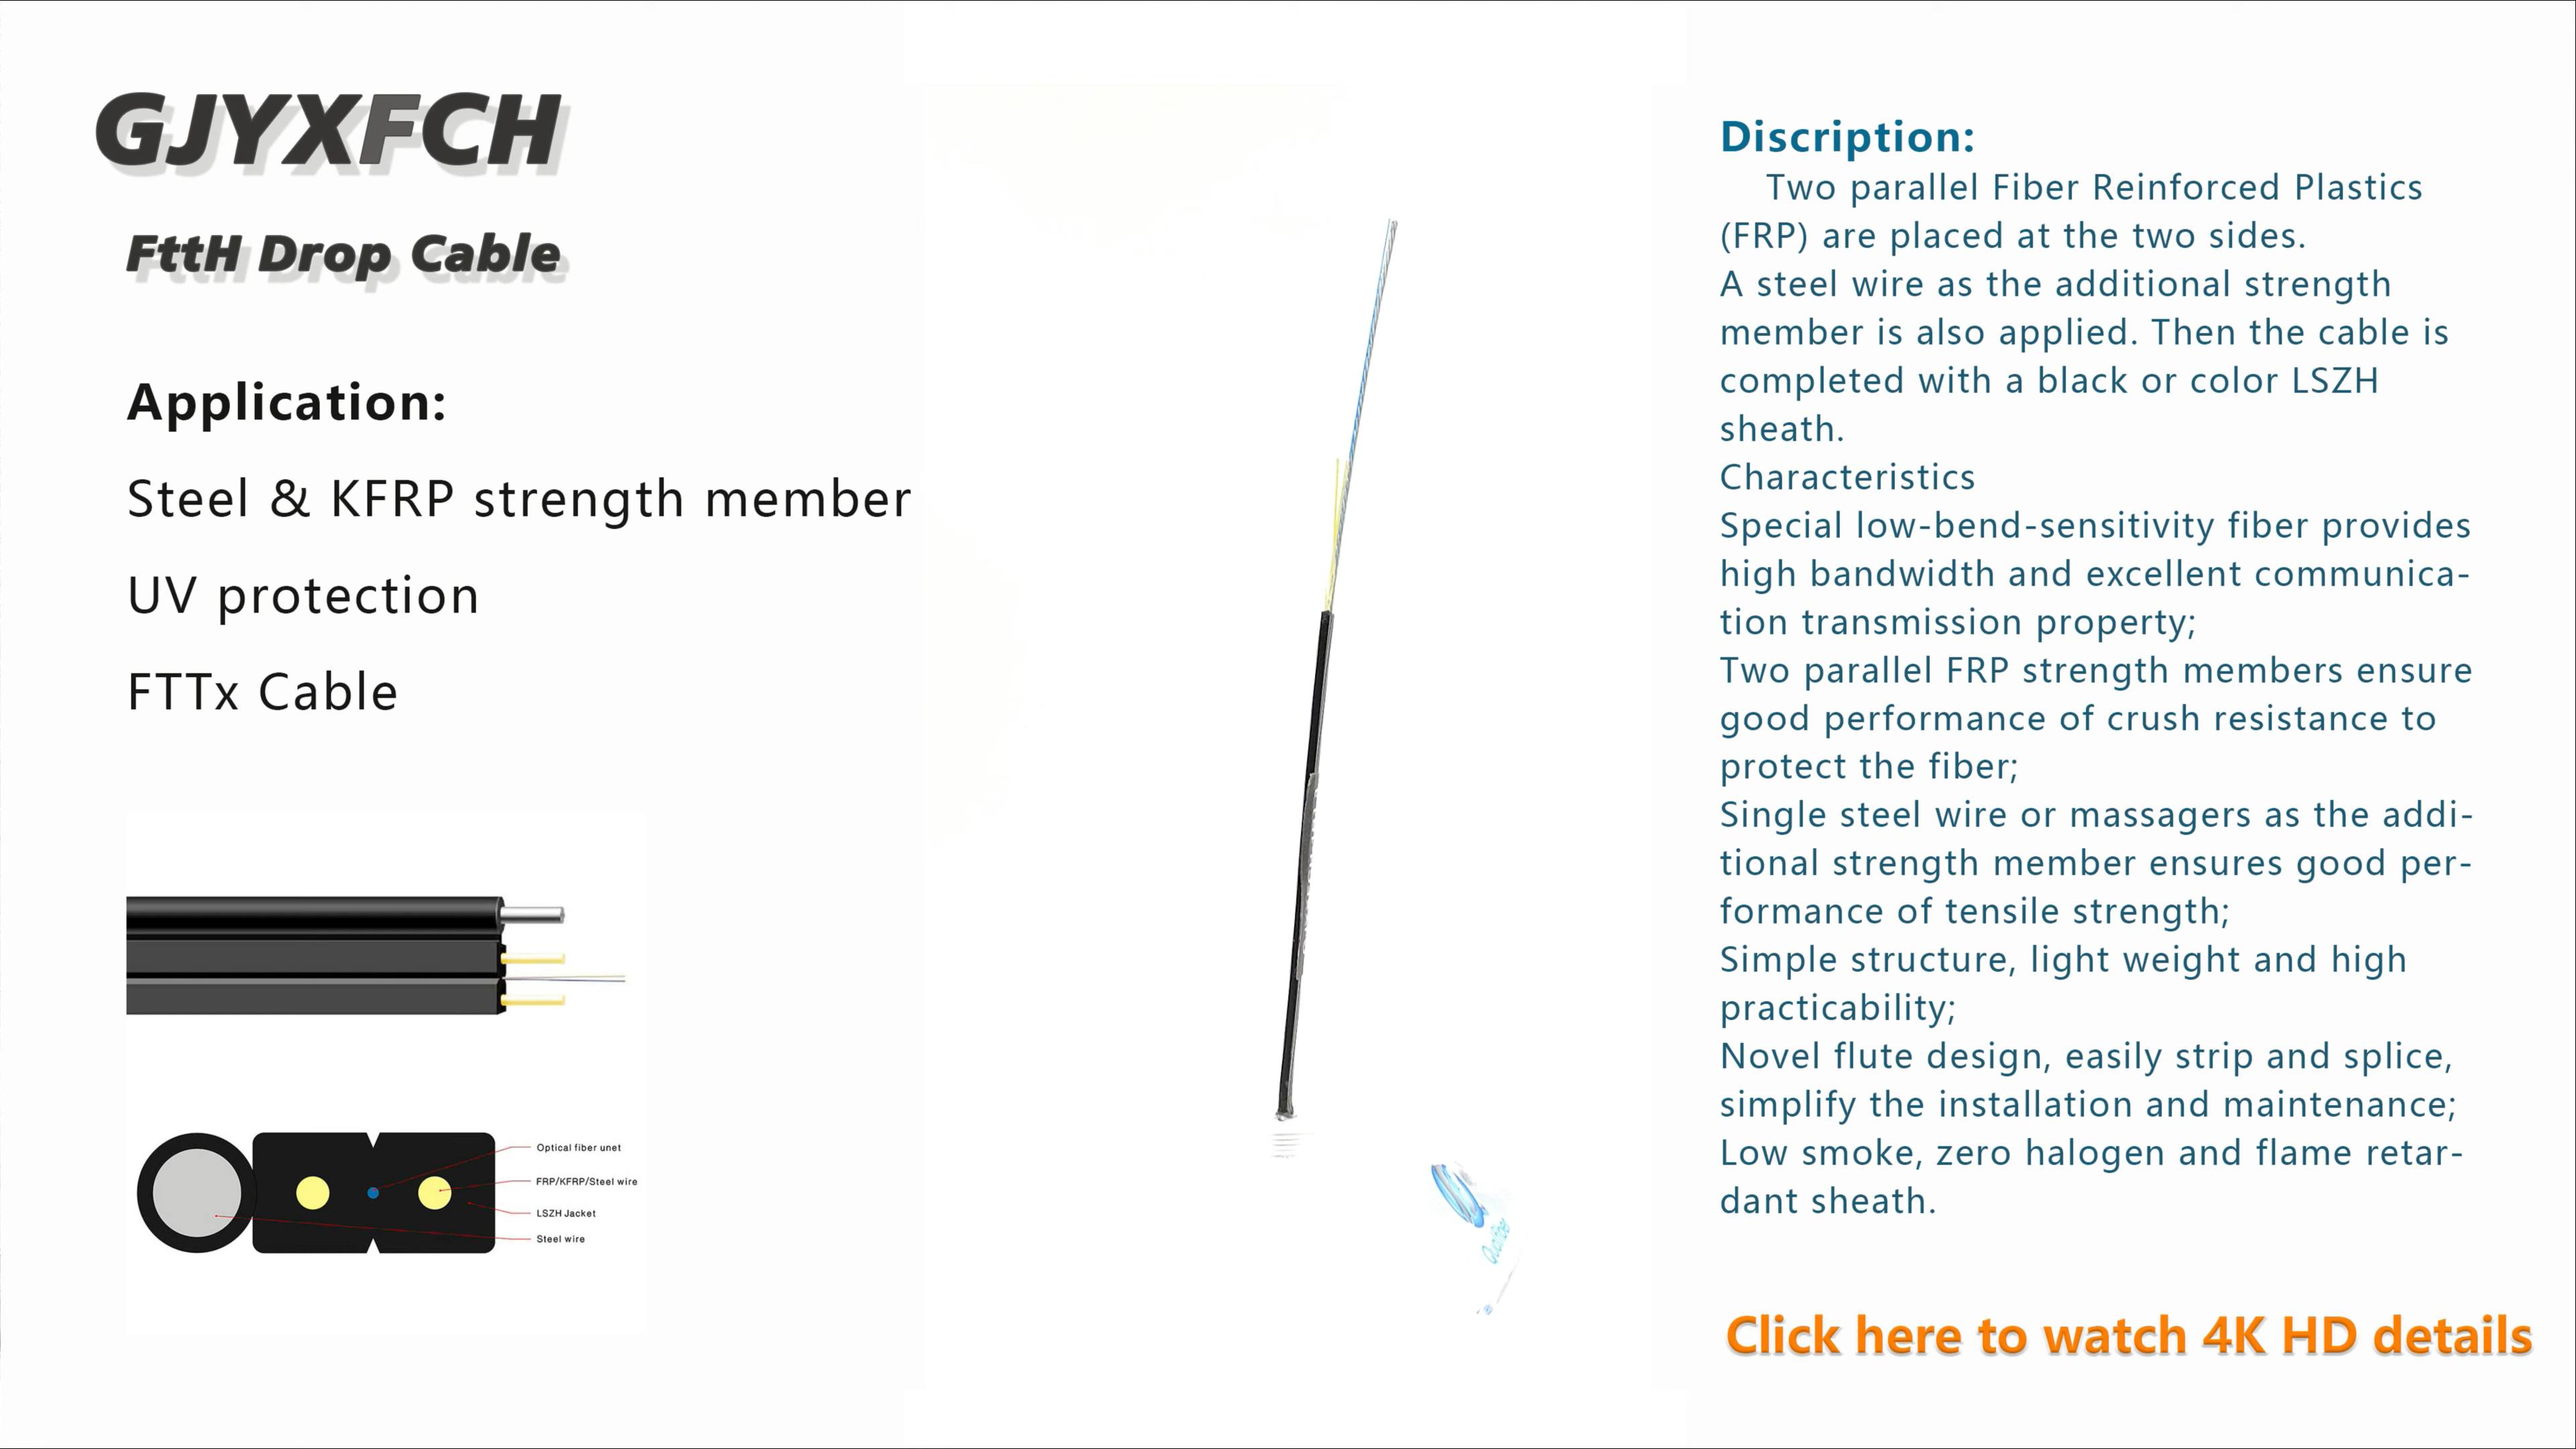 GJYXFCH
FttH Drop Cable
Application:
Steel & KFRP strength member
UV protection
FTTx Cable
Optical fiber unet
FRP/KFRP/Steel wire
LSZH Jacket
Steel wire
Discription:
Two parallel Fiber Reinforced Plastics
(FRP) are placed at the two sides.
A steel wire as the additional strength
member is also applied. Then the cable is
completed with a black or color LSZH
sheath.
Characteristics
Special low-bend-sensitivity fiber provides
high bandwidth and excellent communica-
tion transmission property;
Two parallel FRP strength members ensure
good performance of crush resistance to
protect the fiber;
Single steel wire or massagers as the addi-
tional strength member ensures good per-
formance of tensile strength;
Simple structure, light weight and high
practicability;
Novel flute design, easily strip and splice,
simplify the installation and maintenance;
Low smoke, zero halogen and flame retar-
dant sheath.
Click here to watch 4K HD details